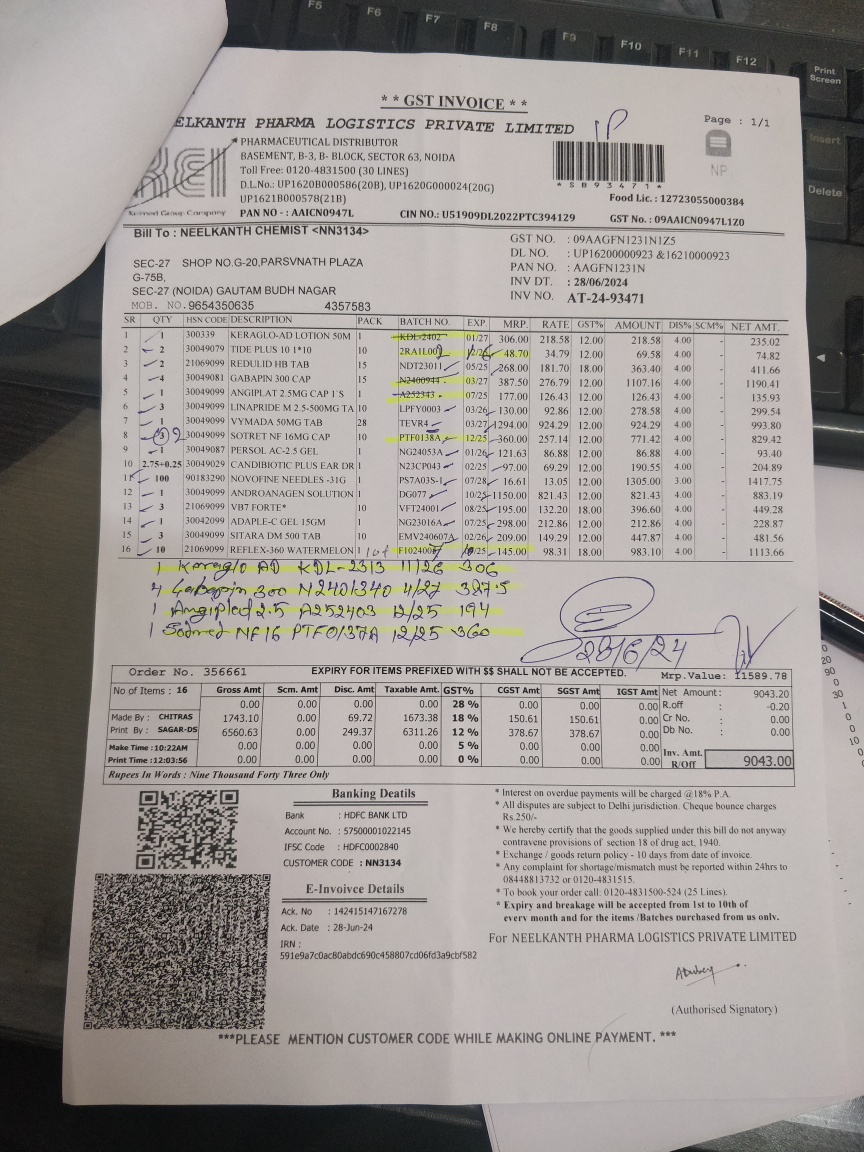 F5 F6 F7 F8 F9 F10 F11 F12 Print Screen
Insert
Delete
* * GST INVOICE * *
EELKANTH PHARMA LOGISTICS PRIVATE LIMITED IP
Page : 1/1
PHARMACEUTICAL DISTRIBUTOR
BASEMENT, B-3, B- BLOCK, SECTOR 63, NOIDA
Toll Free: 0120-4831500 (30 LINES)
D.L.No: UP1620B000586(20B), UP1620G000024(20G)
UP1621B000578(21B)
PAN NO - : AAICN0947L
CIN NO.: U51909DL2022PTC394129
* S B 9 3 4 7 1 *
NP
Food Lic. : 12723055000384
GST No. : 09AAICN0947L1Z0
KEI
Kemed Group Company
Bill To : NEELKANTH CHEMIST <NN3134>
SEC-27 SHOP NO.G-20,PARSVNATH PLAZA
G-75B,
SEC-27 (NOIDA) GAUTAM BUDH NAGAR
MOB. NO. 9654350635 4357583
GST NO. : 09AAGFN1231N1Z5
DL NO. : UP16200000923 &16210000923
PAN NO. : AAGFN1231N
INV DT. : 28/06/2024
INV NO. AT-24-93471
SR QTY HSN CODE DESCRIPTION PACK BATCH NO. EXP. MRP. RATE GST% AMOUNT DIS% SCM% NET AMT.
1 1 300339 KERAGLO-AD LOTION 50M 1 KDL-2402 01/27 306.00 218.58 12.00 218.58 4.00 - 235.02
2 2 30049079 TIDE PLUS 10 1*10 10 2RA1L002 12/26 48.70 34.79 12.00 69.58 4.00 - 74.82
3 2 21069099 REDULID HB TAB 15 NDT23011 05/25 268.00 181.70 18.00 363.40 4.00 - 411.66
4 4 30049081 GABAPIN 300 CAP 15 N2400944 03/27 387.50 276.79 12.00 1107.16 4.00 - 1190.41
5 1 30049099 ANGIPLAT 2.5MG CAP 1'S 1 A252343 07/25 177.00 126.43 12.00 126.43 4.00 - 135.93
6 3 30049099 LINAPRIDE M 2.5-500MG TA 10 LPFY0003 03/26 130.00 92.86 12.00 278.58 4.00 - 299.54
7 1 30049099 VYMADA 50MG TAB 28 TEVR4 03/27 1294.00 924.29 12.00 924.29 4.00 - 993.80
8 3 2 30049099 SOTRET NF 16MG CAP 10 PTF0138A 12/25 360.00 257.14 12.00 771.42 4.00 - 829.42
9 1 30049087 PERSOL AC-2.5 GEL 1 NG24053A 01/26 121.63 86.88 12.00 86.88 4.00 - 93.40
10 2.75+0.25 30049029 CANDIBIOTIC PLUS EAR DR 1 N23CP043 02/25 97.00 69.29 12.00 190.55 4.00 - 204.89
11 100 90183290 NOVOFINE NEEDLES -31G 1 PS7A03S-1 07/28 16.61 13.05 12.00 1305.00 3.00 - 1417.75
12 1 30049099 ANDROANAGEN SOLUTION 1 DG077 10/25 1150.00 821.43 12.00 821.43 4.00 - 883.19
13 3 21069099 VB7 FORTE* 10 VFT24001 08/25 195.00 132.20 18.00 396.60 4.00 - 449.28
14 1 30042099 ADAPLE-C GEL 15GM 1 NG23016A 07/25 298.00 212.86 12.00 212.86 4.00 - 228.87
15 3 30049099 SITARA DM 500 TAB 10 EMV240607A 02/26 209.00 149.29 12.00 447.87 4.00 - 481.56
16 10 21069099 REFLEX-360 WATERMELON 1 F1024007 10/25 145.00 98.31 18.00 983.10 4.00 - 1113.66
1 Keraglo AD KDL-2313 11/26 306
4 Gabapin 300 N2401340 4/27 387.5
1 Angipled 2.5 A252403 12/25 194
1 Sotret NF16 PTF0137A 12/25 360
28/6/24
Order No. 356661 EXPIRY FOR ITEMS PREFIXED WITH $$ SHALL NOT BE ACCEPTED. Mrp.Value: 11589.78
No of Items : 16 Gross Amt Scm. Amt Disc. Amt Taxable Amt. GST% CGST Amt SGST Amt IGST Amt Net Amount : 9043.20
0.00 0.00 0.00 0.00 28 % 0.00 0.00 0.00 R.off : -0.20
Made By : CHITRAS 1743.10 0.00 69.72 1673.38 18 % 150.61 150.61 0.00 Cr No. : 0.00
Print By : SAGAR-DS 6560.63 0.00 249.37 6311.26 12 % 378.67 378.67 0.00 Db No. : 0.00
Make Time :10:22AM 0.00 0.00 0.00 0.00 5 % 0.00 0.00 0.00
Print Time :12:03:56 0.00 0.00 0.00 0.00 0 % 0.00 0.00 0.00 Inv. Amt. R/Off 9043.00
Rupees In Words : Nine Thousand Forty Three Only
Banking Deatils
Bank : HDFC BANK LTD
Account No. : 57500001022145
IFSC Code : HDFC0002840
CUSTOMER CODE : NN3134
E-Invoivce Details
Ack. No : 142415147167278
Ack. Date : 28-Jun-24
IRN :
591e9a7c0ac80abdc690c458807cd06fd3a9cbf582
* Interest on overdue payments will be charged @18% P.A.
* All disputes are subject to Delhi jurisdiction. Cheque bounce charges
Rs.250/-
* We hereby certify that the goods supplied under this bill do not anyway
contravene provisions of section 18 of drug act, 1940.
* Exchange / goods return policy - 10 days from date of invoice.
* Any complaint for shortage/mismatch must be reported within 24hrs to
08448813732 or 0120-4831515.
* To book your order call: 0120-4831500-524 (25 Lines).
* Expiry and breakage will be accepted from 1st to 10th of
every month and for the items /Batches purchased from us only.
For NEELKANTH PHARMA LOGISTICS PRIVATE LIMITED
ADubey
(Authorised Signatory)
***PLEASE MENTION CUSTOMER CODE WHILE MAKING ONLINE PAYMENT. ***